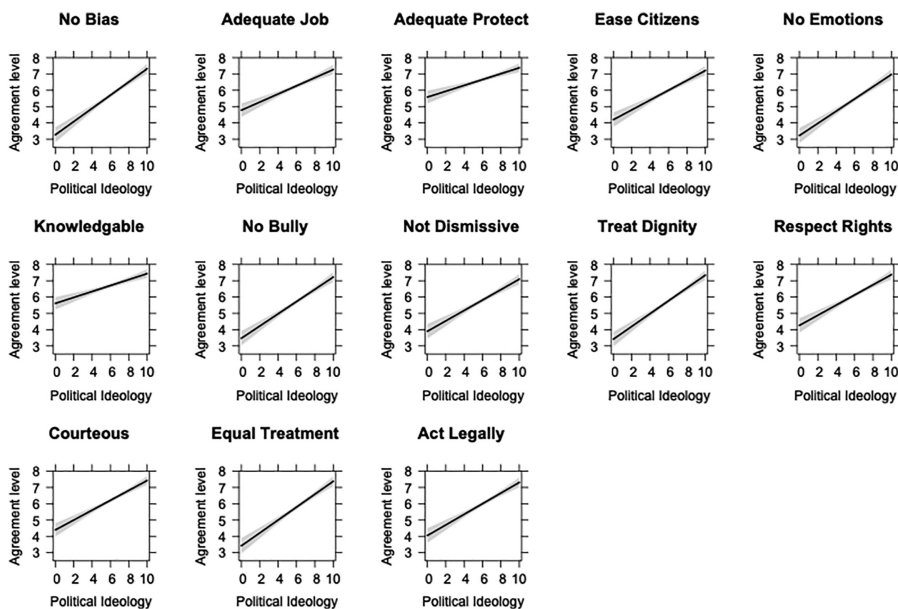 No Bias
Adequate Job
Adequate Protect
Ease Citizens
No Emotions
Agreement level
8
7
6
5
4
3
0 2 4 6 8 10
Political Ideology
Agreement level
8
7
6
5
4
3
0 2 4 6 8 10
Political Ideology
Agreement level
8
7
6
5
4
3
0 2 4 6 8 10
Political Ideology
Agreement level
8
7
6
5
4
3
0 2 4 6 8 10
Political Ideology
Agreement level
8
7
6
5
4
3
0 2 4 6 8 10
Political Ideology
Knowledgable
No Bully
Not Dismissive
Treat Dignity
Respect Rights
Agreement level
8
7
6
5
4
3
0 2 4 6 8 10
Political Ideology
Agreement level
8
7
6
5
4
3
0 2 4 6 8 10
Political Ideology
Agreement level
8
7
6
5
4
3
0 2 4 6 8 10
Political Ideology
Agreement level
8
7
6
5
4
3
0 2 4 6 8 10
Political Ideology
Agreement level
8
7
6
5
4
3
0 2 4 6 8 10
Political Ideology
Courteous
Equal Treatment
Act Legally
Agreement level
8
7
6
5
4
3
0 2 4 6 8 10
Political Ideology
Agreement level
8
7
6
5
4
3
0 2 4 6 8 10
Political Ideology
Agreement level
8
7
6
5
4
3
0 2 4 6 8 10
Political Ideology